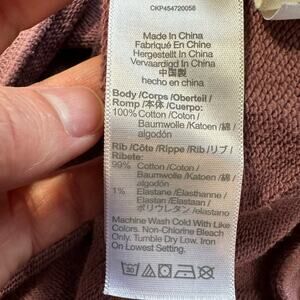 CKP454720058
Made In China
Fabriqué En Chine
Hergestellt In China
Vervaardigd In China
中国製
hecho en china
Body /Corps /Oberteil /
Romp /本体 /Cuerpo:
100% Cotton /Coton /
Baumwolle /Katoen /綿 /
algodón
Rib /Côte /Rippe /Rib /リブ /
Ribete:
99% Cotton /Coton /
Baumwolle /Katoen /綿 /
algodón
1% Elastane /Élasthanne /
Elastan /Elastaan /
ポリウレタン /elastano
Machine Wash Cold With Like
Colors. Non-Chlorine Bleach
Only. Tumble Dry Low. Iron
On Lowest Setting.
30